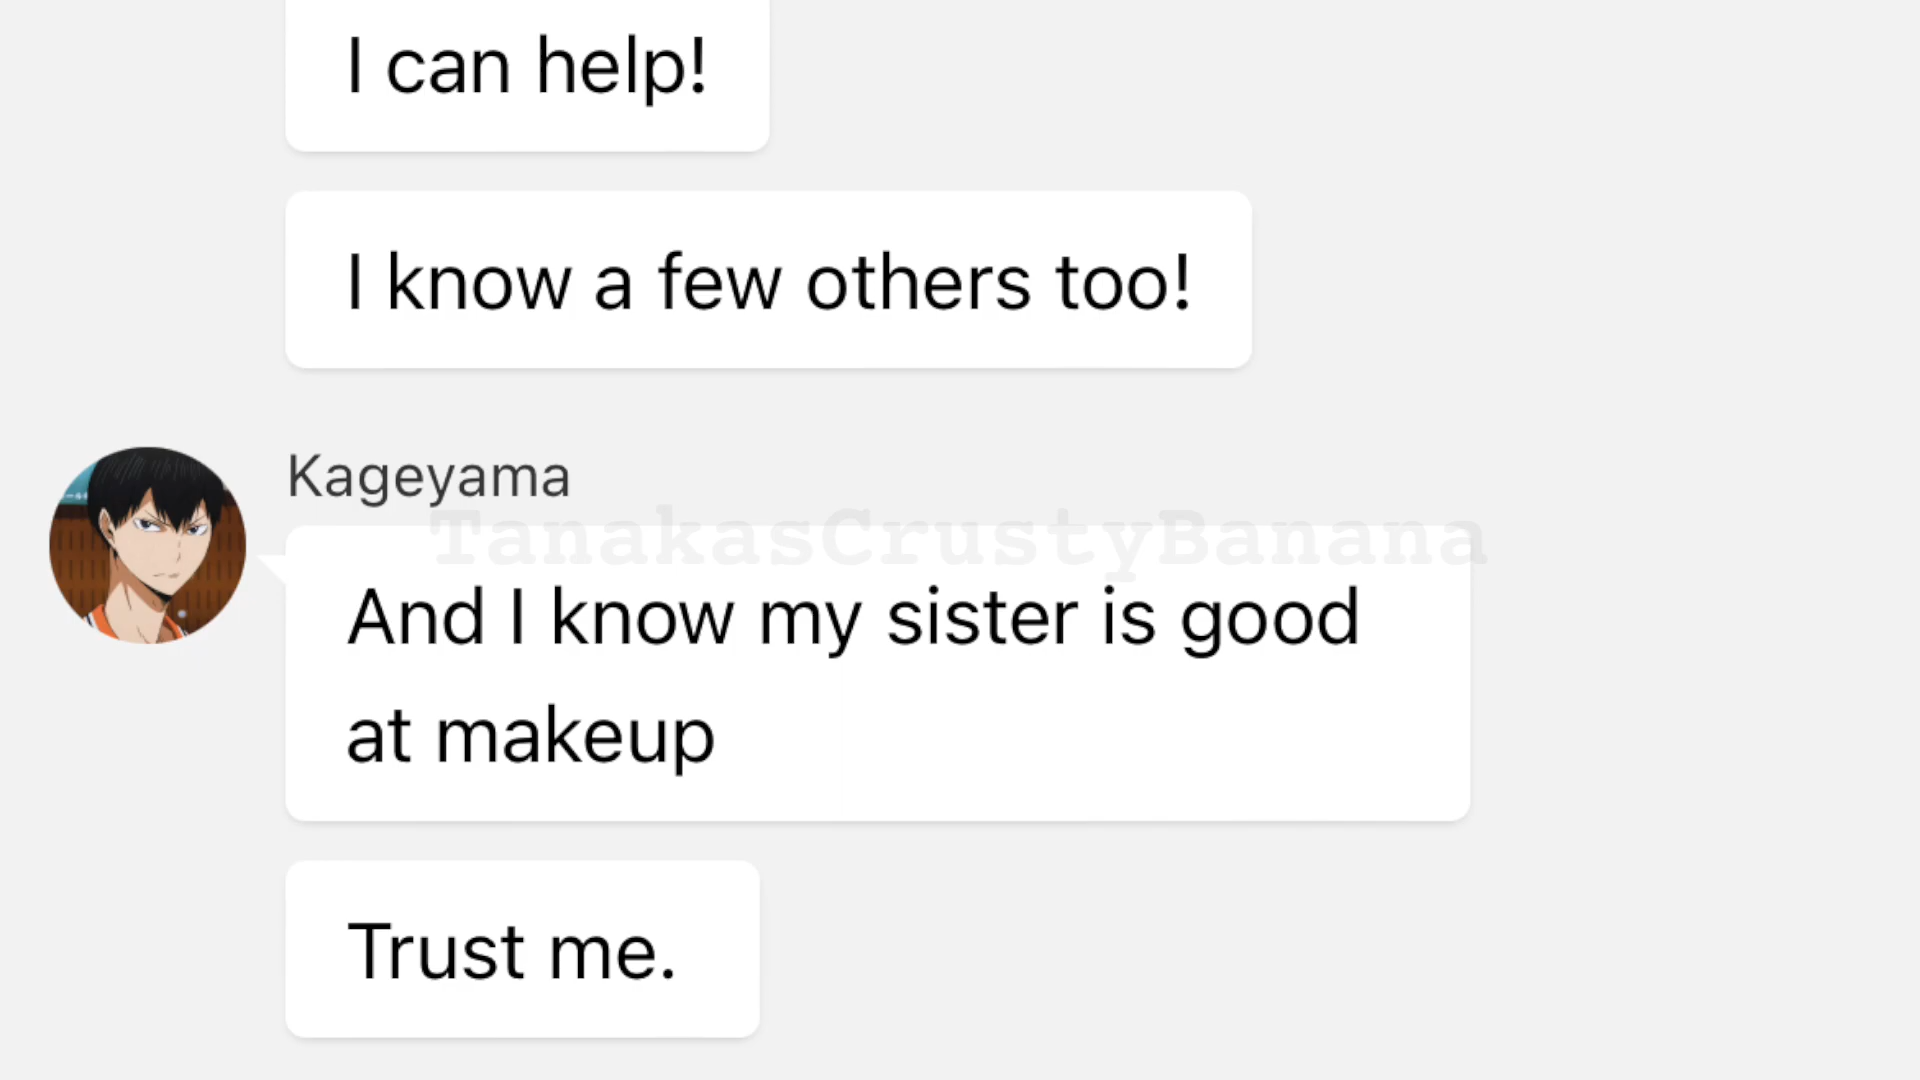 I can help!
I know a few others too!
Kageyama
TanakasCrustyBanana
And I know my sister is good
at makeup
Trust me.